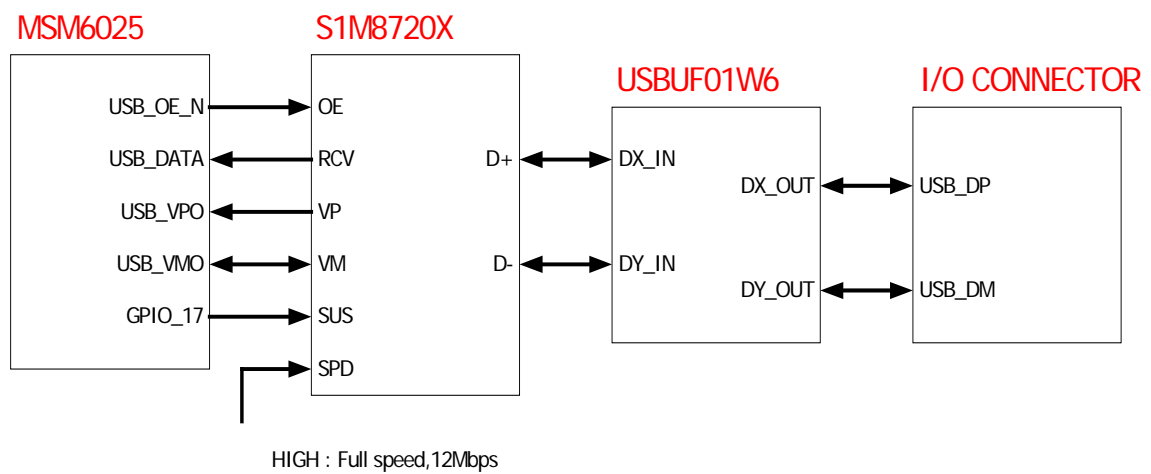 MSM6025
S1M8720X
USBUF01W6
I/O CONNECTOR
USB_OE_N
OE
USB_DATA
RCV
D+
DX_IN
DX_OUT
USB_DP
USB_VPO
VP
USB_VMO
VM
D-
DY_IN
DY_OUT
USB_DM
GPIO_17
SUS
SPD
HIGH : Full speed,12Mbps